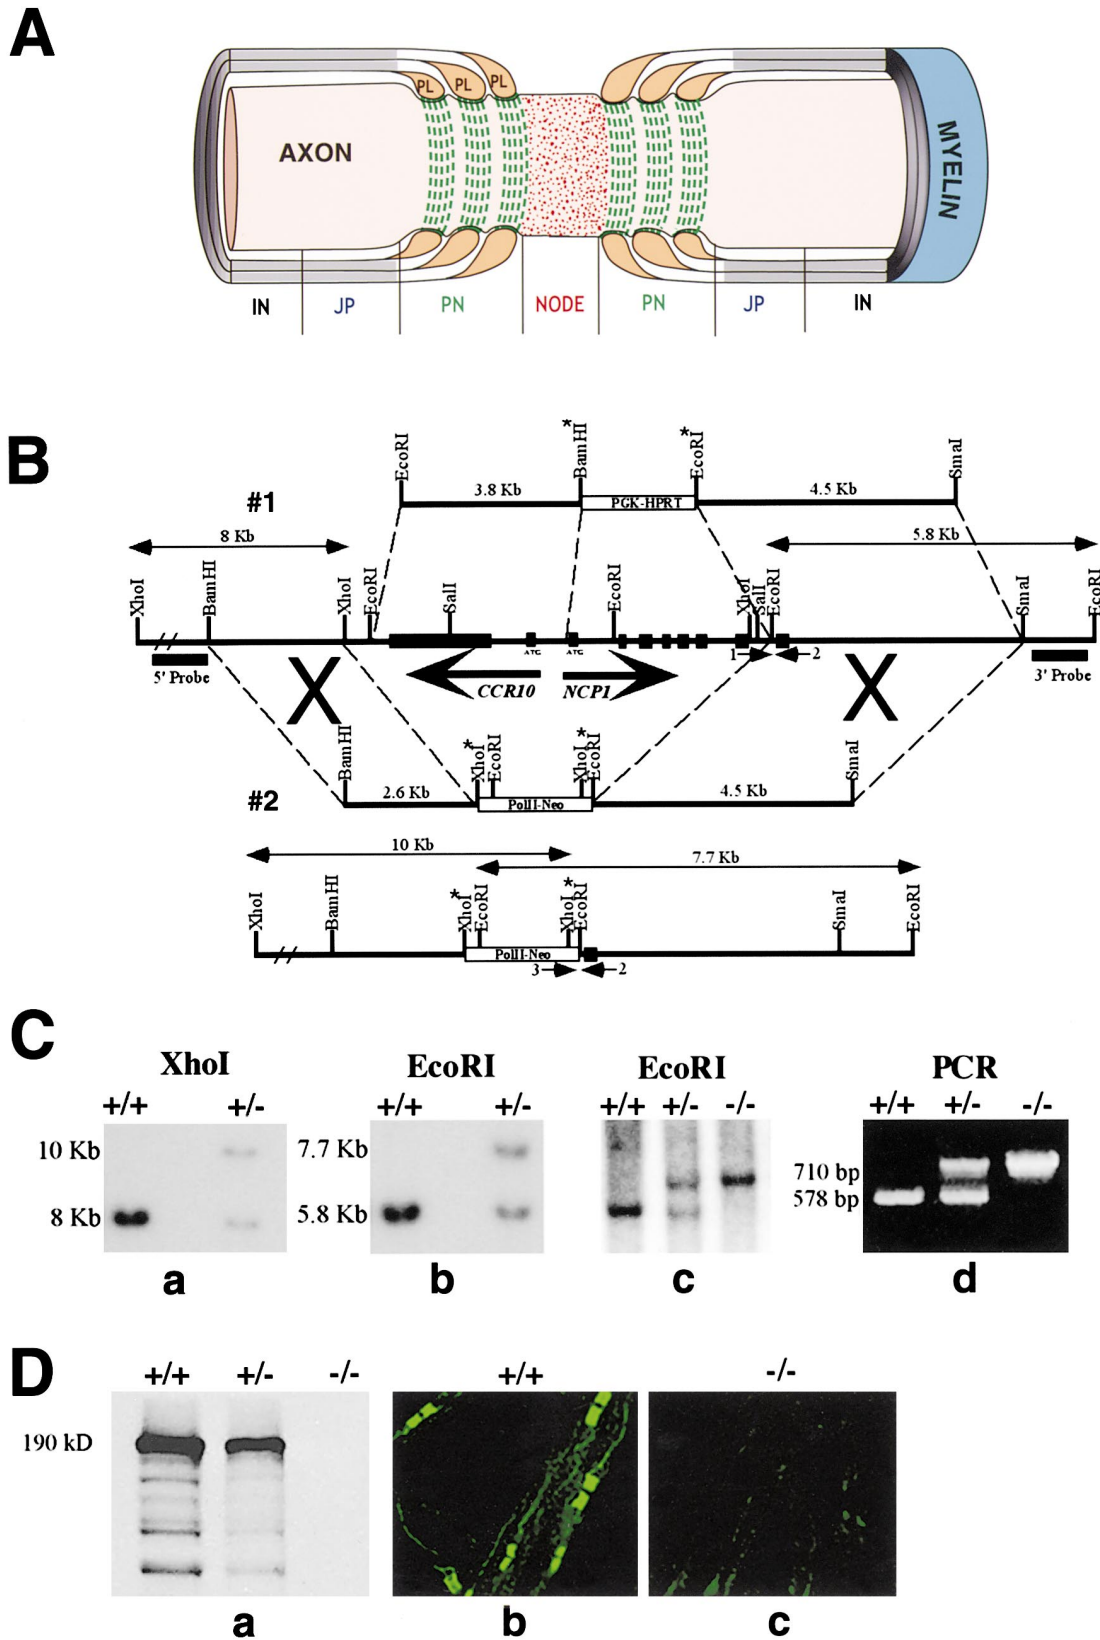 A
PL PL PL
AXON
MYELIN
IN JP PN NODE PN JP IN
B
EcoRI * BamHI * EcoRI SmaI
#1
3.8 Kb PGK-HPRT 4.5 Kb
8 Kb 5.8 Kb
XhoI BamHI XhoI EcoRI SalI EcoRI XhoI SalI EcoRI SmaI EcoRI
ATG ATG
5' Probe 1 2 3' Probe
CCR10 NCP1
BamHI * XhoI EcoRI * XhoI EcoRI SmaI
#2
2.6 Kb PolII-Neo 4.5 Kb
10 Kb 7.7 Kb
XhoI BamHI * XhoI EcoRI * XhoI EcoRI SmaI EcoRI
PolII-Neo
3 2
C
XhoI EcoRI EcoRI PCR
+/+ +/- +/+ +/- +/+ +/- -/- +/+ +/- -/-
10 Kb 7.7 Kb 710 bp
8 Kb 5.8 Kb 578 bp
a b c d
D
+/+ +/- -/- +/+ -/-
190 kD
a b c